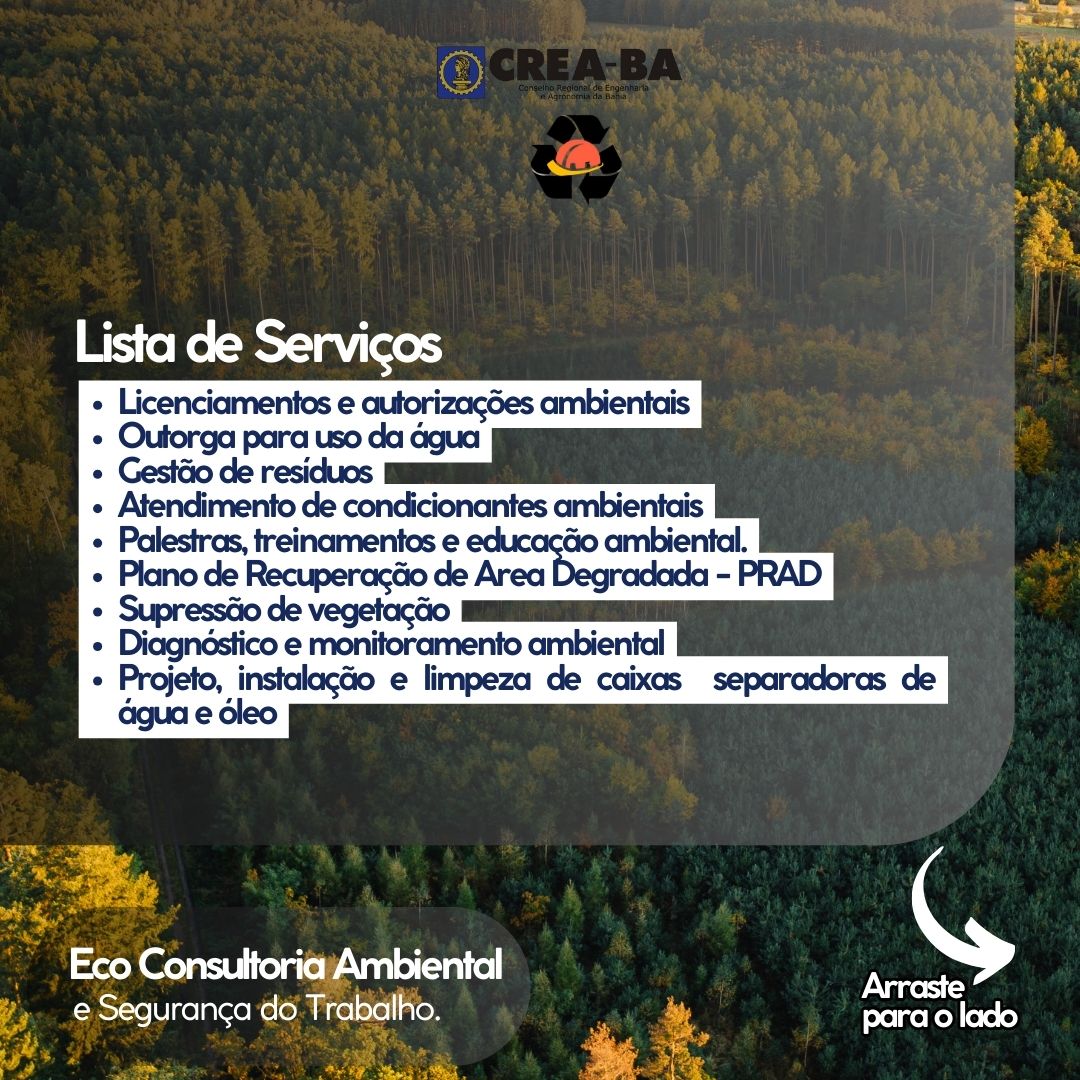 CREA-BA
Conselho Regional de Engenharia
e Agronomia da Bahia
Lista de Serviços
• Licenciamentos e autorizações ambientais
• Outorga para uso da água
• Gestão de resíduos
• Atendimento de condicionantes ambientais
• Palestras, treinamentos e educação ambiental.
• Plano de Recuperação de Area Degradada - PRAD
• Supressão de vegetação
• Diagnóstico e monitoramento ambiental
• Projeto, instalação e limpeza de caixas separadoras de
água e óleo
Eco Consultoria Ambiental
e Segurança do Trabalho.
Arraste
para o lado